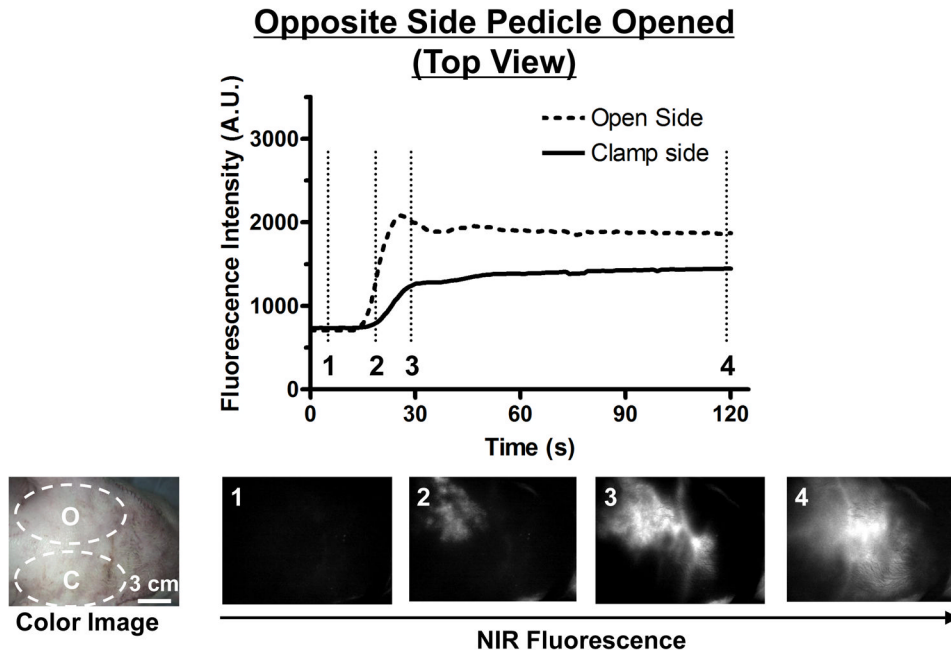 Opposite Side Pedicle Opened
(Top View)
Fluorescence Intensity (A.U.)
3000
2000
1000
0
Open Side
Clamp side
1
2
3
4
0
30
60
90
120
Time (s)
O
C
3 cm
Color Image
1
2
3
4
NIR Fluorescence